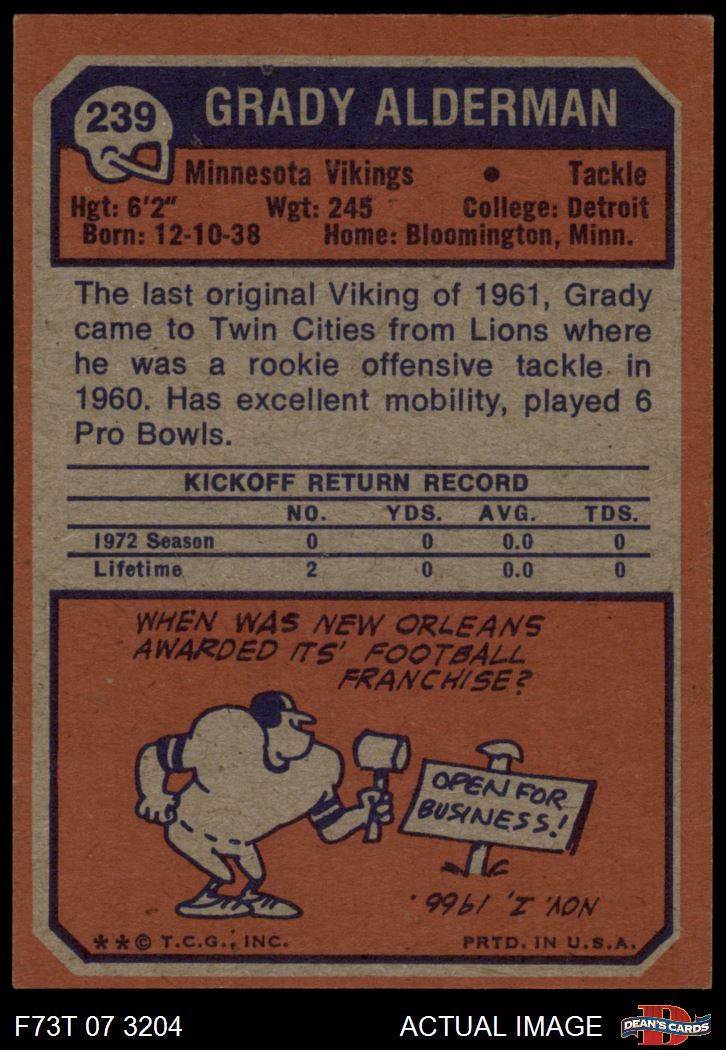 239
GRADY ALDERMAN
Minnesota Vikings • Tackle
Hgt: 6'2" Wgt: 245 College: Detroit
Born: 12-10-38 Home: Bloomington, Minn.
The last original Viking of 1961, Grady
came to Twin Cities from Lions where
he was a rookie offensive tackle in
1960. Has excellent mobility, played 6
Pro Bowls.
KICKOFF RETURN RECORD
NO. YDS. AVG. TDS.
1972 Season 0 0 0.0 0
Lifetime 2 0 0.0 0
WHEN WAS NEW ORLEANS
AWARDED ITS' FOOTBALL
FRANCHISE?
OPEN FOR
BUSINESS!
NOV. 1, 1966.
**© T.C.G., INC. PRTD. IN U.S.A.
F73T 07 3204 ACTUAL IMAGE
D
DEAN'S CARDS